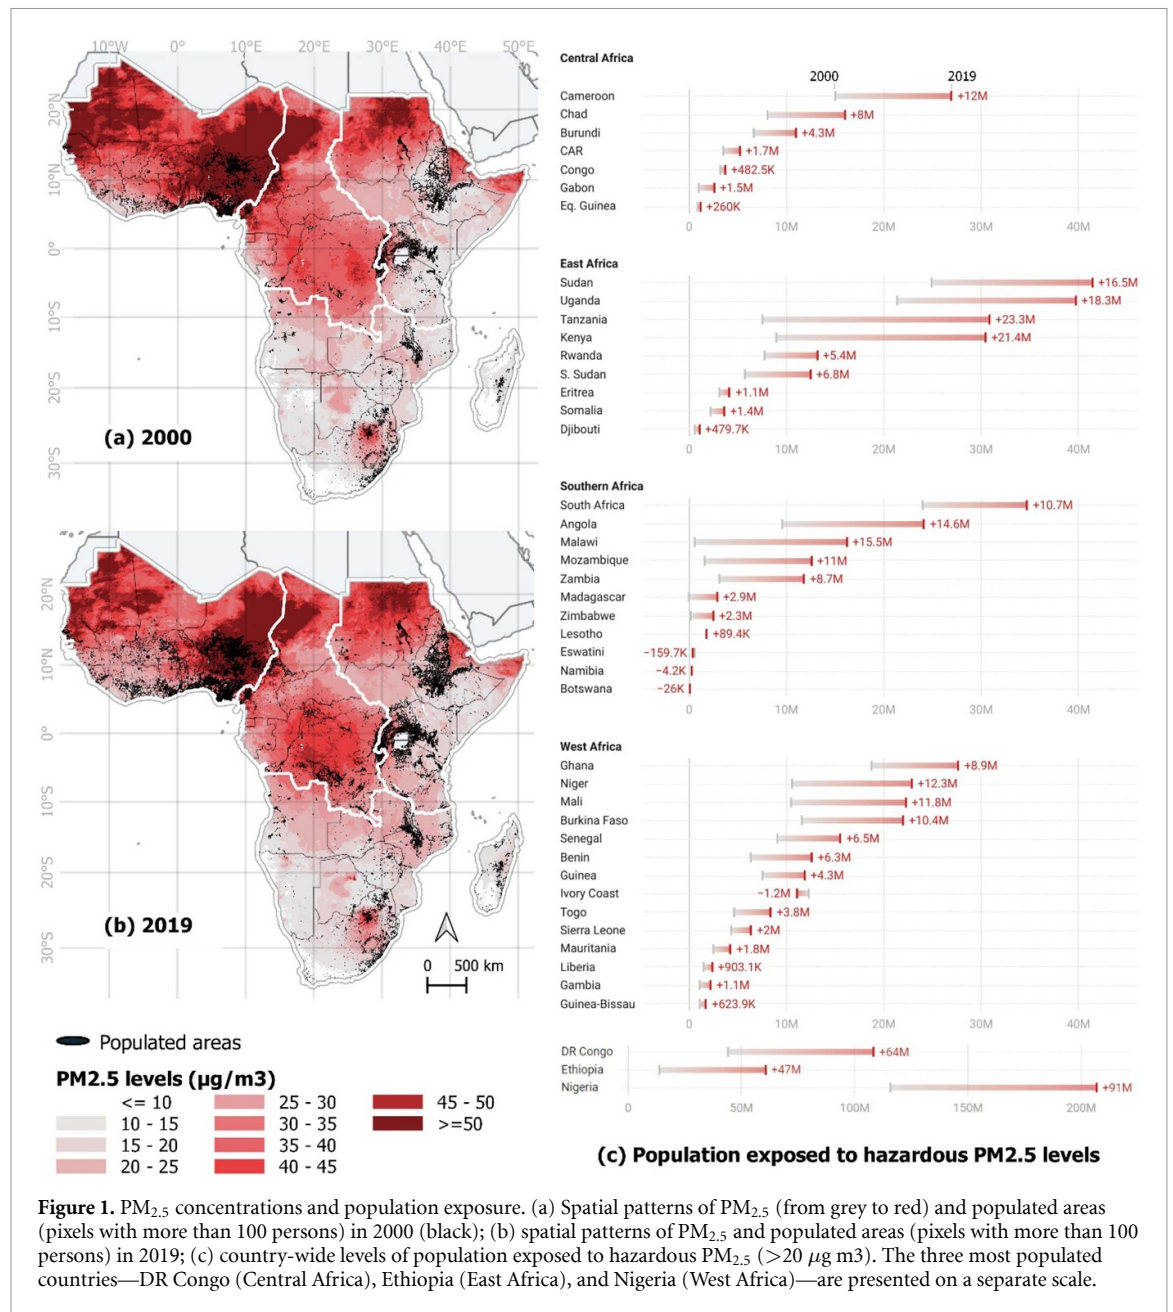 10°W 0° 10°E 20°E 30°E 40°E 50°E
20°N
10°N
0°
10°S
20°S
30°S
(a) 2000
20°N
10°N
0°
10°S
20°S
30°S
(b) 2019
0 500 km
Populated areas
PM2.5 levels (µg/m3)
<= 10
10 - 15
15 - 20
20 - 25
25 - 30
30 - 35
35 - 40
40 - 45
45 - 50
>=50
Central Africa
2000 2019
Cameroon +12M
Chad +8M
Burundi +4.3M
CAR +1.7M
Congo +482.5K
Gabon +1.5M
Eq. Guinea +260K
0 10M 20M 30M 40M
East Africa
Sudan +16.5M
Uganda +18.3M
Tanzania +23.3M
Kenya +21.4M
Rwanda +5.4M
S. Sudan +6.8M
Eritrea +1.1M
Somalia +1.4M
Djibouti +479.7K
0 10M 20M 30M 40M
Southern Africa
South Africa +10.7M
Angola +14.6M
Malawi +15.5M
Mozambique +11M
Zambia +8.7M
Madagascar +2.9M
Zimbabwe +2.3M
Lesotho +89.4K
Eswatini −159.7K
Namibia −4.2K
Botswana −26K
0 10M 20M 30M 40M
West Africa
Ghana +8.9M
Niger +12.3M
Mali +11.8M
Burkina Faso +10.4M
Senegal +6.5M
Benin +6.3M
Guinea +4.3M
Ivory Coast −1.2M
Togo +3.8M
Sierra Leone +2M
Mauritania +1.8M
Liberia +903.1K
Gambia +1.1M
Guinea-Bissau +623.9K
0 10M 20M 30M 40M
DR Congo +64M
Ethiopia +47M
Nigeria +91M
0 50M 100M 150M 200M
(c) Population exposed to hazardous PM2.5 levels
Figure 1. PM2.5 concentrations and population exposure. (a) Spatial patterns of PM2.5 (from grey to red) and populated areas
(pixels with more than 100 persons) in 2000 (black); (b) spatial patterns of PM2.5 and populated areas (pixels with more than 100
persons) in 2019; (c) country-wide levels of population exposed to hazardous PM2.5 (>20 µg m3). The three most populated
countries—DR Congo (Central Africa), Ethiopia (East Africa), and Nigeria (West Africa)—are presented on a separate scale.